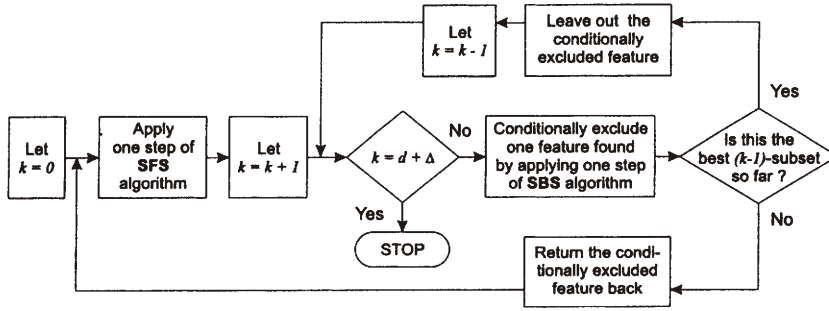 Let
k = 0
Apply
one step of
SFS
algorithm
Let
k = k + 1
k = d + Δ
No
Yes
STOP
Conditionally exclude
one feature found
by applying one step
of SBS algorithm
Is this the
best (k-1)-subset
so far ?
Yes
Leave out the
conditionally
excluded feature
Let
k = k - 1
No
Return the condi-
tionally excluded
feature back